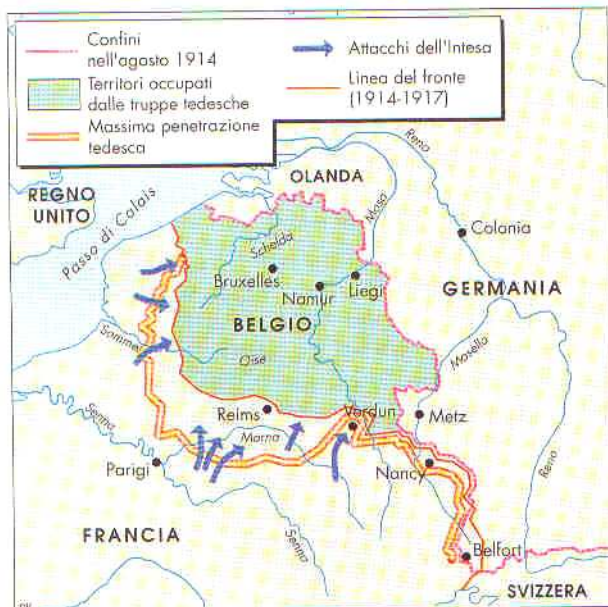 Confini
nell'agosto 1914
Territori occupati
dalle truppe tedesche
Massima penetrazione
tedesca
Attacchi dell'Intesa
Linea del fronte
(1914-1917)
REGNO
UNITO
Passo di Calais
OLANDA
Reno
Mosa
Colonia
Schelda
Bruxelles
Namur
Liegi
GERMANIA
BELGIO
Somme
Oise
Mosella
Senna
Reims
Verdun
Metz
Marna
Parigi
Nancy
Reno
FRANCIA
Senna
Belfort
SVIZZERA